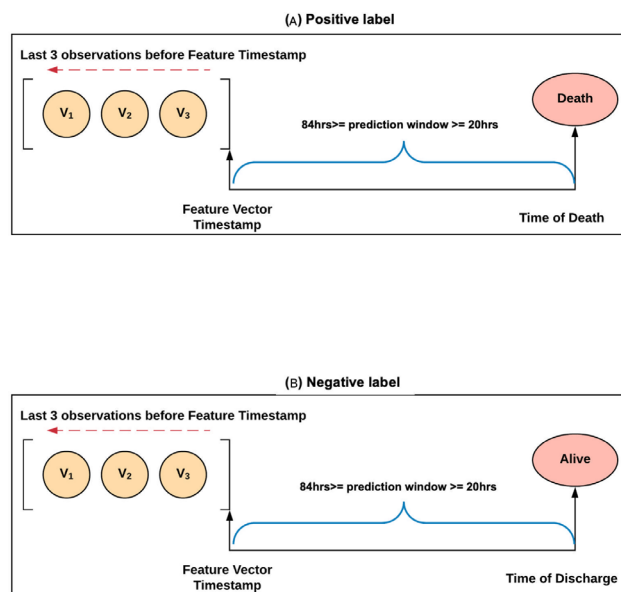 (A) Positive label
Last 3 observations before Feature Timestamp
V1 V2 V3
Death
84hrs>= prediction window >= 20hrs
Feature Vector
Timestamp
Time of Death
(B) Negative label
Last 3 observations before Feature Timestamp
V1 V2 V3
Alive
84hrs>= prediction window >= 20hrs
Feature Vector
Timestamp
Time of Discharge